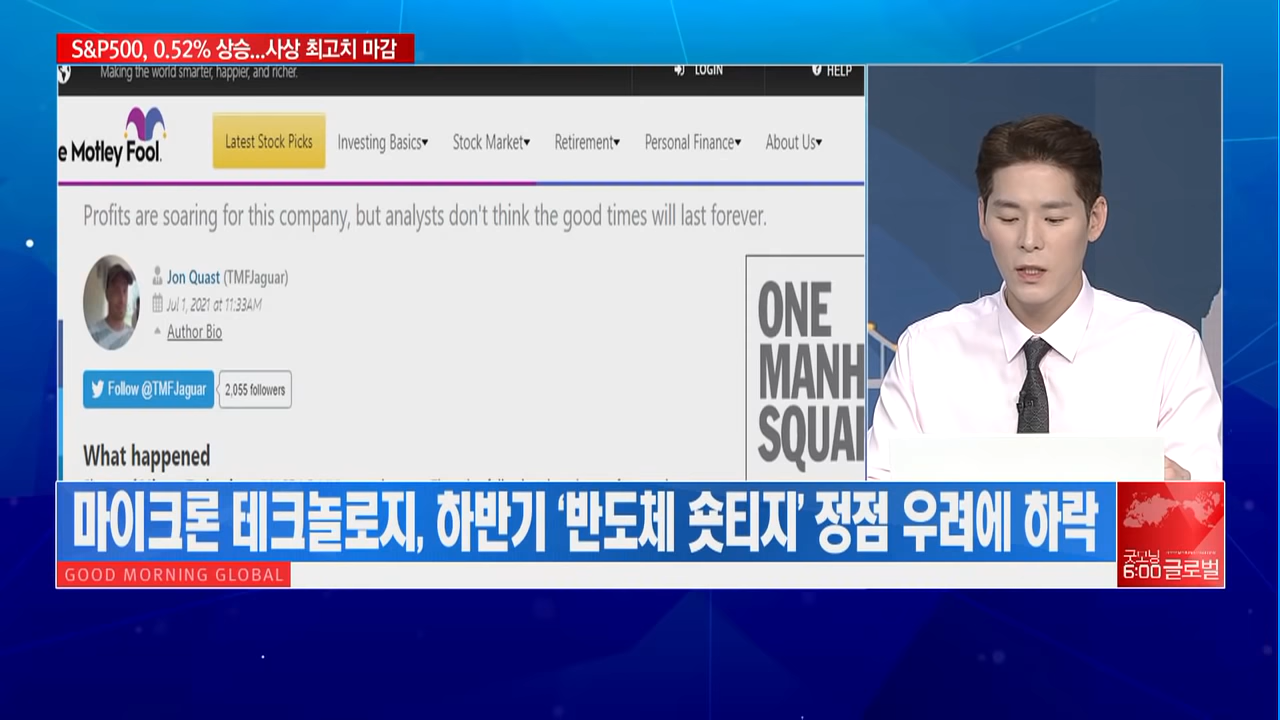 S&P500, 0.52% 상승...사상 최고치 마감
Making the world smarter, happier, and richer.
LOGIN
HELP
e Motley Fool.
Latest Stock Picks
Investing Basics
Stock Market
Retirement
Personal Finance
About Us
Profits are soaring for this company, but analysts don't think the good times will last forever.
Jon Quast (TMFJaguar)
Jul 1, 2021 at 11:33AM
Author Bio
Follow @TMFJaguar
2,055 followers
ONE
MANH
SQUA
What happened
마이크론 테크놀로지, 하반기 '반도체 숏티지' 정점 우려에 하락
GOOD MORNING GLOBAL
굿모닝
6:00 글로벌